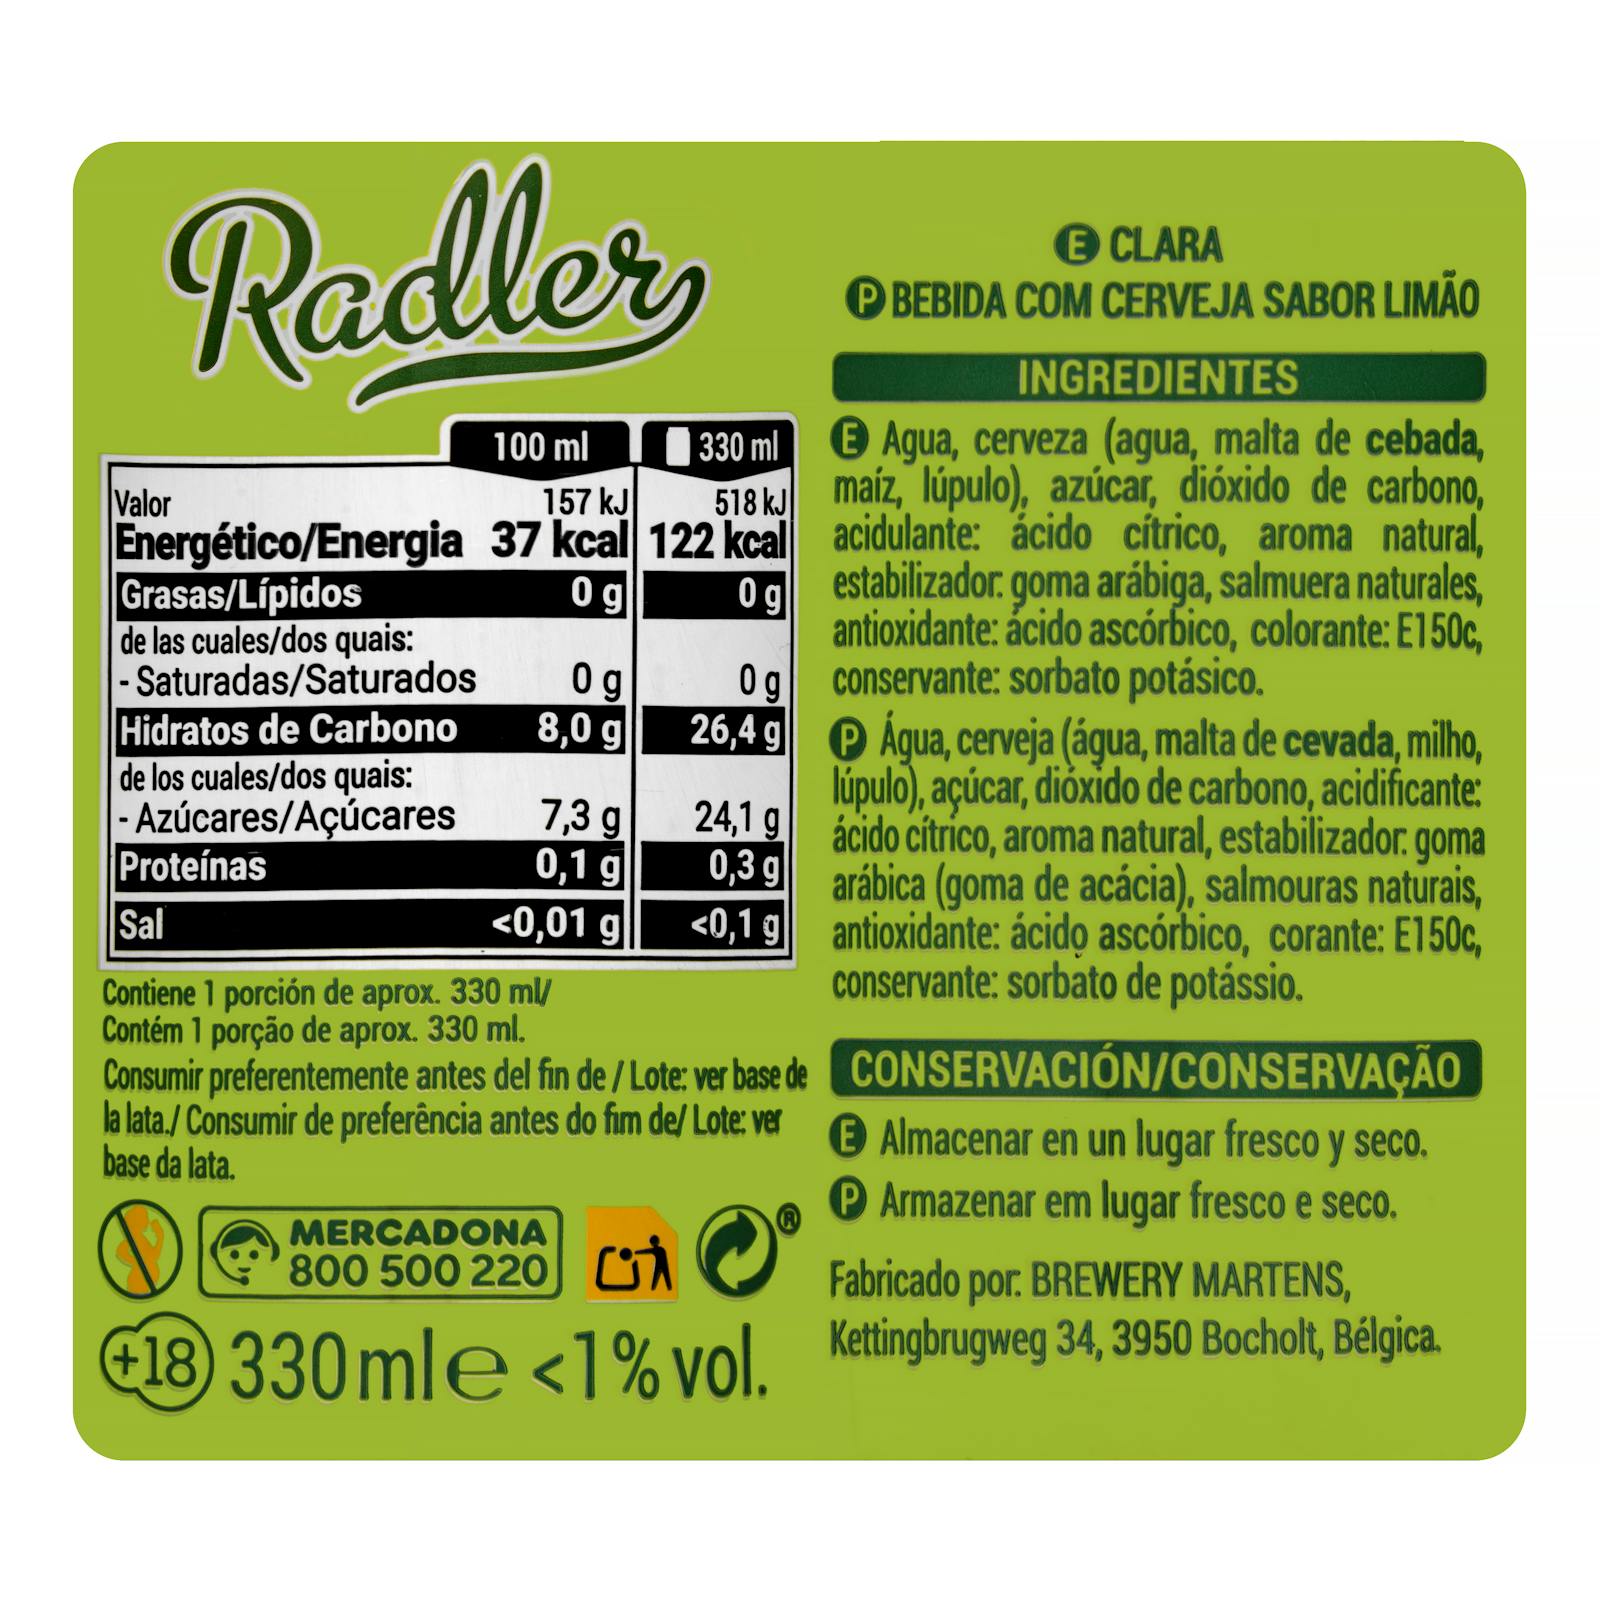 Radler
100 ml 330 ml
Valor 157 kJ 518 kJ
Energético/Energia 37 kcal 122 kcal
Grasas/Lípidos 0 g 0 g
de las cuales/dos quais:
- Saturadas/Saturados 0 g 0 g
Hidratos de Carbono 8,0 g 26,4 g
de los cuales/dos quais:
- Azúcares/Açúcares 7,3 g 24,1 g
Proteínas 0,1 g 0,3 g
Sal <0,01 g <0,1 g
Contiene 1 porción de aprox. 330 ml/
Contém 1 porção de aprox. 330 ml.
Consumir preferentemente antes del fin de / Lote: ver base de
la lata./ Consumir de preferência antes do fim de/ Lote: ver
base da lata.
MERCADONA
800 500 220
®
+18 330 ml e <1% vol.
E CLARA
P BEBIDA COM CERVEJA SABOR LIMÃO
INGREDIENTES
E Agua, cerveza (agua, malta de cebada,
maíz, lúpulo), azúcar, dióxido de carbono,
acidulante: ácido cítrico, aroma natural,
estabilizador: goma arábiga, salmuera naturales,
antioxidante: ácido ascórbico, colorante: E150c,
conservante: sorbato potásico.
P Água, cerveja (água, malta de cevada, milho,
lúpulo), açúcar, dióxido de carbono, acidificante:
ácido cítrico, aroma natural, estabilizador: goma
arábica (goma de acácia), salmouras naturais,
antioxidante: ácido ascórbico, corante: E150c,
conservante: sorbato de potássio.
CONSERVACIÓN/CONSERVAÇÃO
E Almacenar en un lugar fresco y seco.
P Armazenar em lugar fresco e seco.
Fabricado por: BREWERY MARTENS,
Kettingbrugweg 34, 3950 Bocholt, Bélgica.